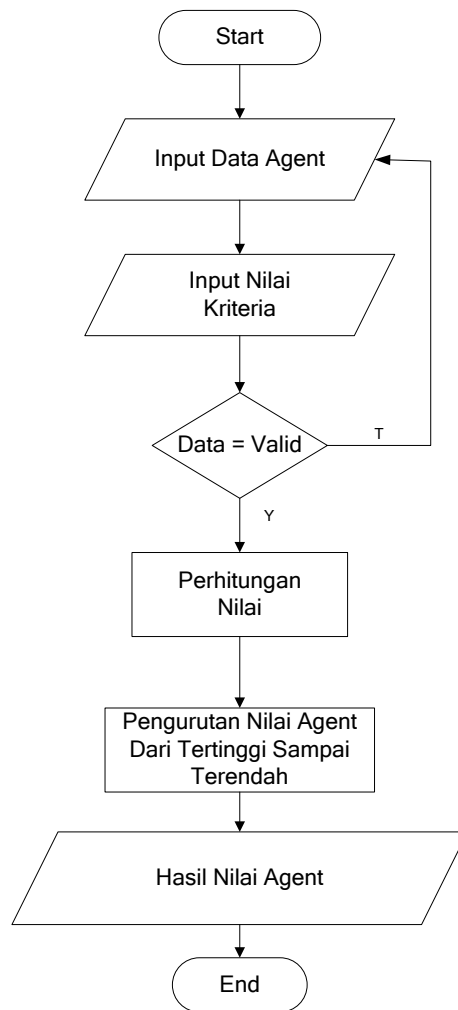 Start
Input Data Agent
Input Nilai
Kriteria
Data = Valid
T
Y
Perhitungan
Nilai
Pengurutan Nilai Agent
Dari Tertinggi Sampai
Terendah
Hasil Nilai Agent
End